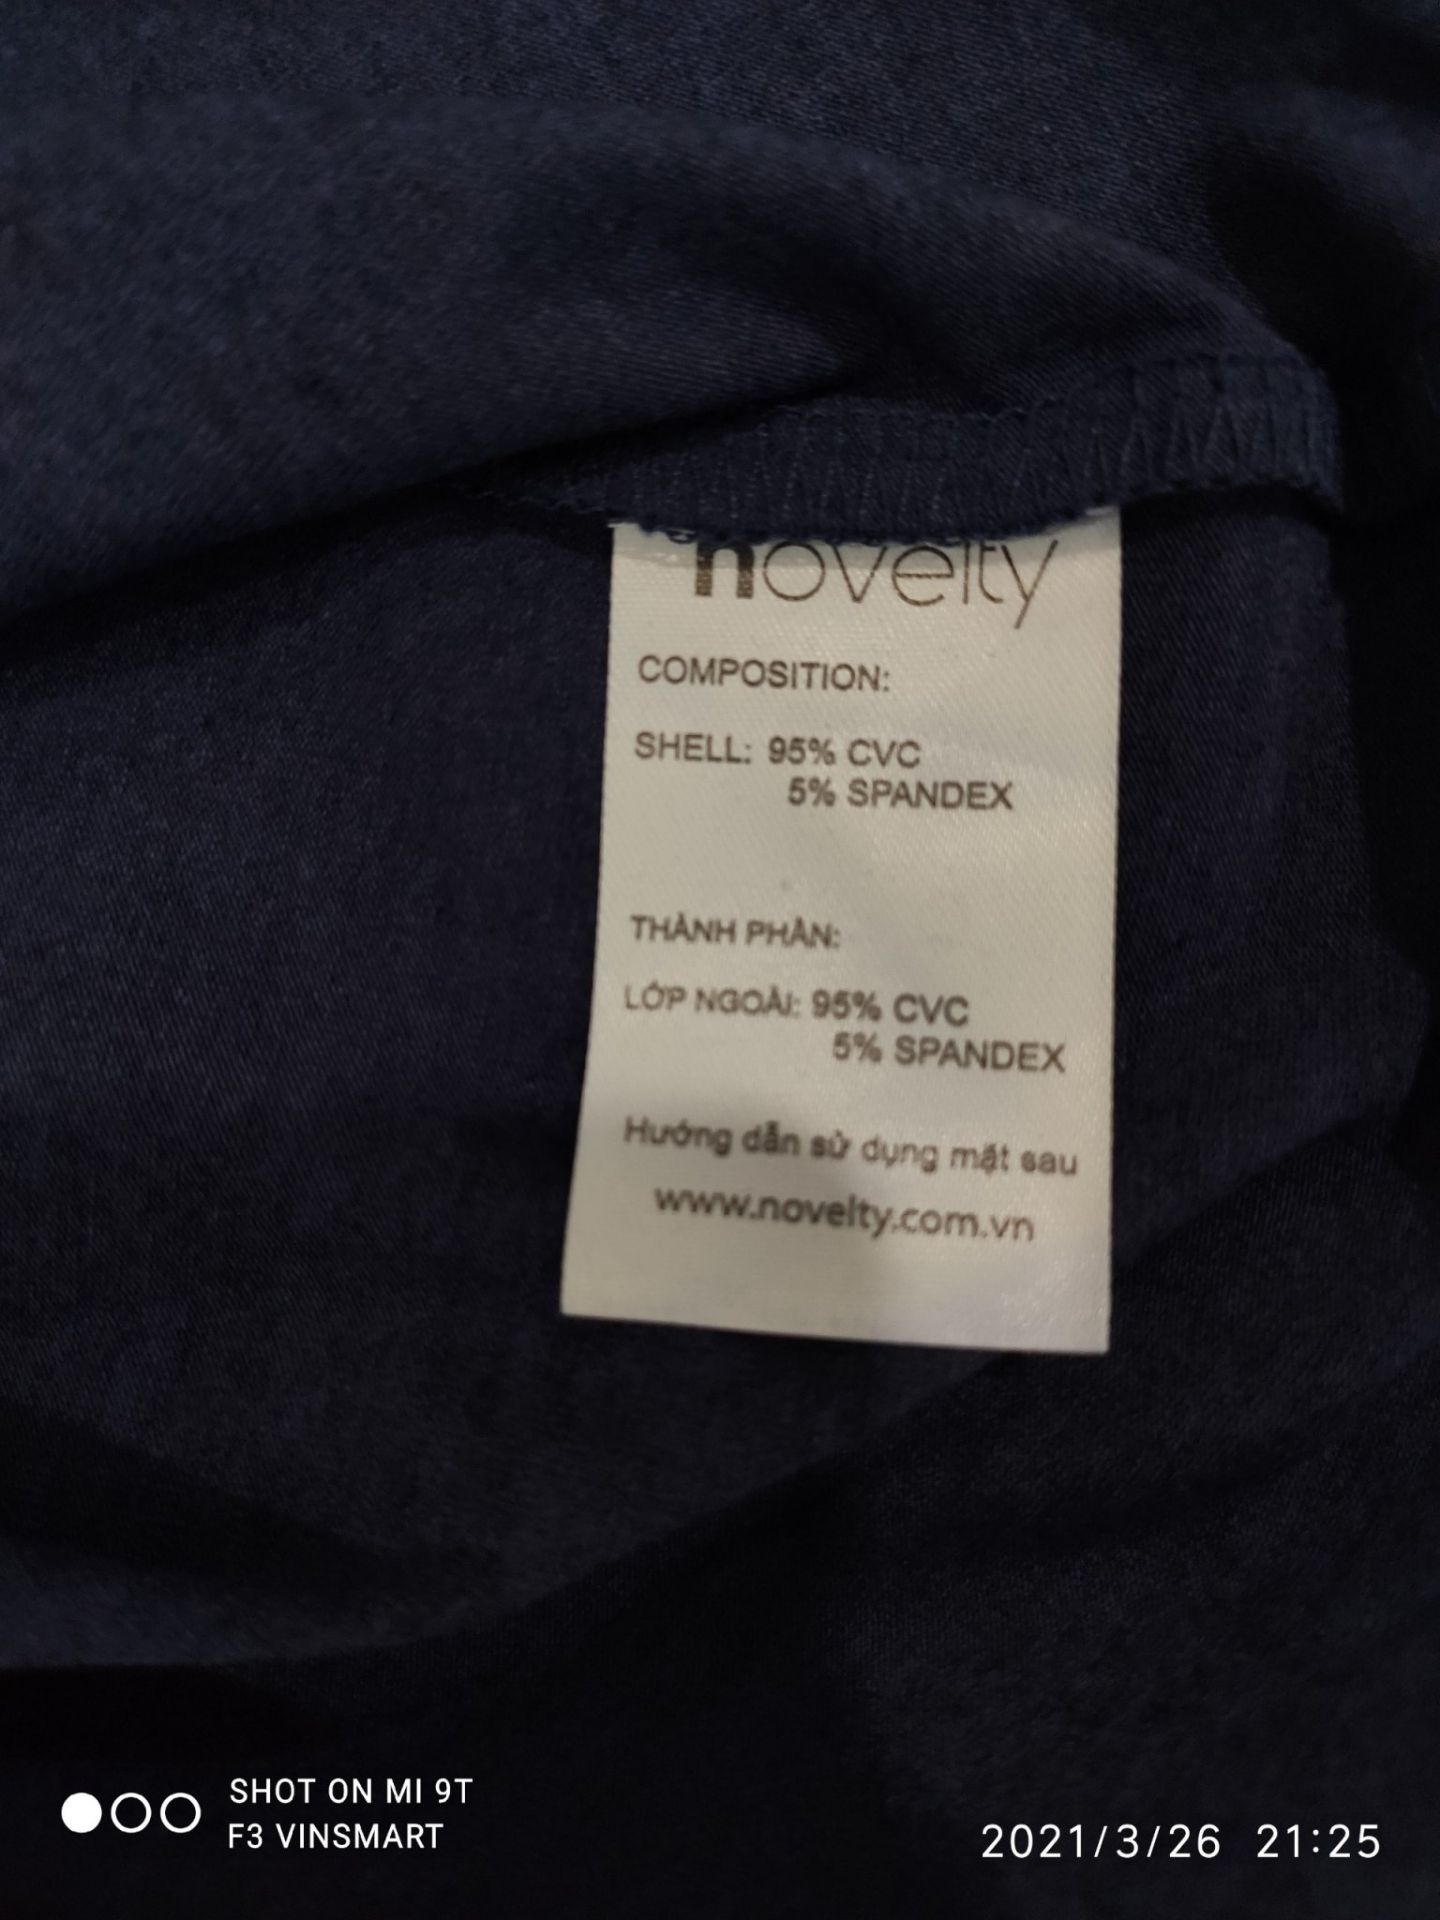 novelty
COMPOSITION:
SHELL: 95% CVC
5% SPANDEX
THÀNH PHẦN:
LỚP NGOÀI: 95% CVC
5% SPANDEX
Hướng dẫn sử dụng mặt sau
www.novelty.com.vn
SHOT ON MI 9T
F3 VINSMART
2021/3/26 21:25